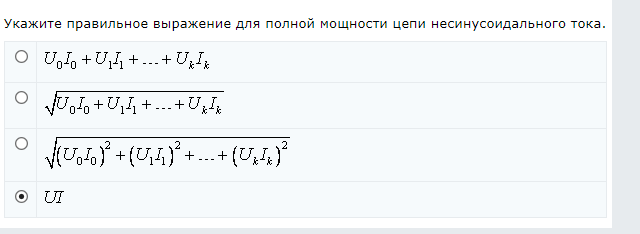 Укажите правильное выражение для полной мощности цепи несинусоидального тока.
U₀I₀ + U₁I₁ + ... + UₖIₖ
√(U₀I₀ + U₁I₁ + ... + UₖIₖ)
√((U₀I₀)² + (U₁I₁)² + ... + (UₖIₖ)²)
UI